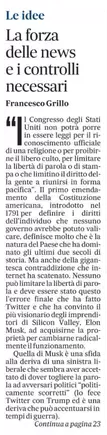 Le idee
La forza
delle news
e i controlli
necessari
Francesco Grillo
“Il Congresso degli Stati
Uniti non potrà porre
in essere leggi per il ri-
conoscimento ufficiale
di una religione o per proibir-
ne il libero culto, per limitare
la libertà di parola o di stam-
pa o che limitino il diritto del-
la gente a riunirsi in forma
pacifica”. Il primo emenda-
mento della Costituzione
americana, introdotto nel
1791 per definire i diritti
dell’individuo che nessuno
governo avrebbe potuto vali-
care, definisce molto che è la
natura del Paese che ha domi-
nato gli ultimi due secoli di
storia. Ma anche della gigan-
tesca contraddizione che in-
ternet ha scatenato. Nessuno
può limitare la libertà di paro-
la e deve essere stato questo
l’errore finale che ha fatto
Twitter e che ha convito il
più visionario degli imprendi-
tori di Silicon Valley, Elon
Musk, ad acquisirne la pro-
prietà per cambiarne radical-
mente il funzionamento.
Quella di Musk è una sfida
alla deriva di una sinistra li-
berale che sembra aver accet-
tato di dover togliere la paro-
la ad avversari politici “politi-
camente scorretti” (lo fece
Twitter con Trump ed è una
deriva che può accentuarsi in
tempi di guerra).
Continua a pagina 23